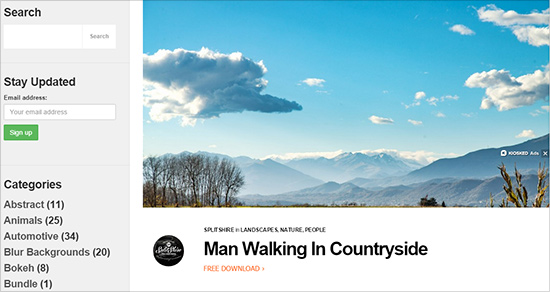 Search
Search
Stay Updated
Email address:
Your email address
Sign up
Categories
Abstract (11)
Animals (25)
Automotive (34)
Blur Backgrounds (20)
Bokeh (8)
Bundle (1)
KIOSKED Ads
SPLITSHIRE in LANDSCAPES, NATURE, PEOPLE
Man Walking In Countryside
FREE DOWNLOAD >